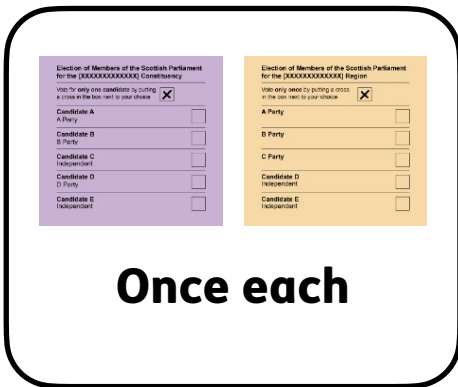 Election of Members of the Scottish Parliament
for the [XXXXXXXXXXXXX] Constituency
Vote for only one candidate by putting
a cross in the box next to your choice
Candidate A
A Party
Candidate B
B Party
Candidate C
Independent
Candidate D
D Party
Candidate E
Independent
Election of Members of the Scottish Parliament
for the [XXXXXXXXXXXXX] Region
Vote only once by putting a cross
in the box next to your choice
A Party
B Party
C Party
Candidate D
Independent
Candidate E
Independent
Once each